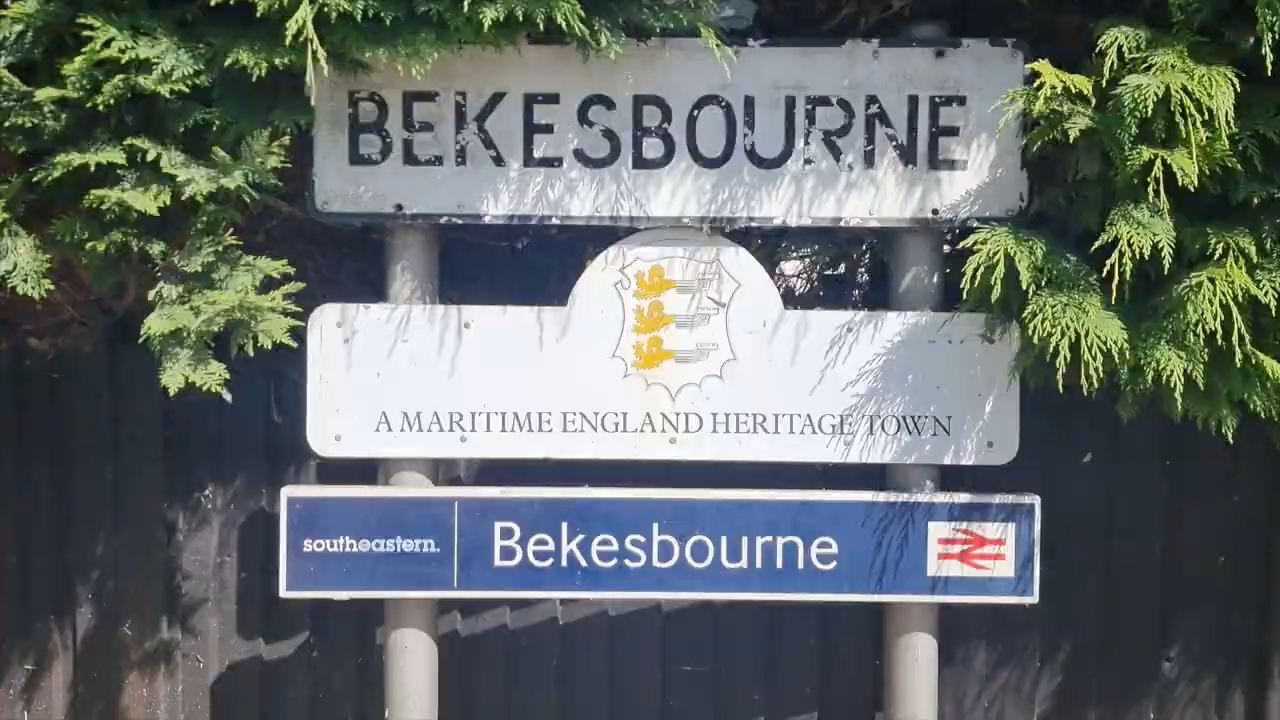 BEKESBOURNE
A MARITIME ENGLAND HERITAGE TOWN
southeastern.
Bekesbourne